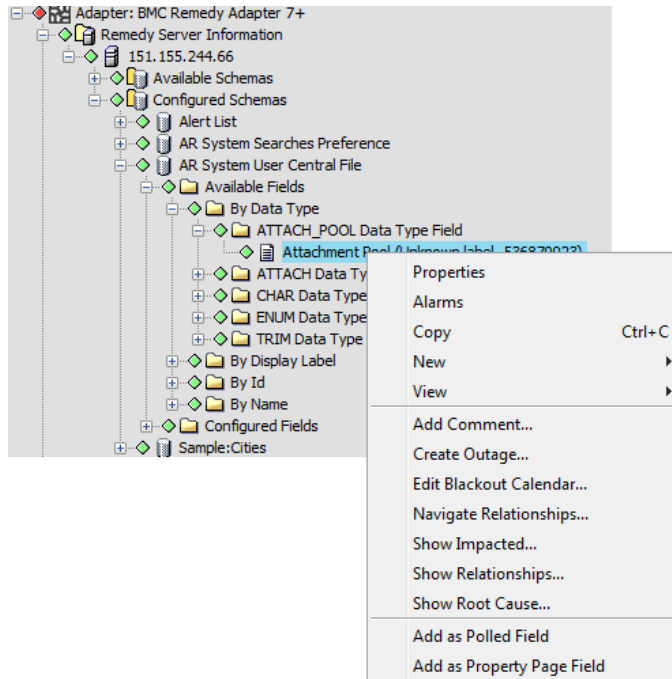 Adapter: BMC Remedy Adapter 7+
Remedy Server Information
151.155.244.66
Available Schemas
Configured Schemas
Alert List
AR System Searches Preference
AR System User Central File
Available Fields
By Data Type
ATTACH_POOL Data Type Field
Attachment Pool (Unknown label, 536870923)
ATTACH Data Ty
CHAR Data Type
ENUM Data Type
TRIM Data Type
By Display Label
By Id
By Name
Configured Fields
Sample:Cities
Properties
Alarms
Copy Ctrl+C
New
View
Add Comment...
Create Outage...
Edit Blackout Calendar...
Navigate Relationships...
Show Impacted...
Show Relationships...
Show Root Cause...
Add as Polled Field
Add as Property Page Field